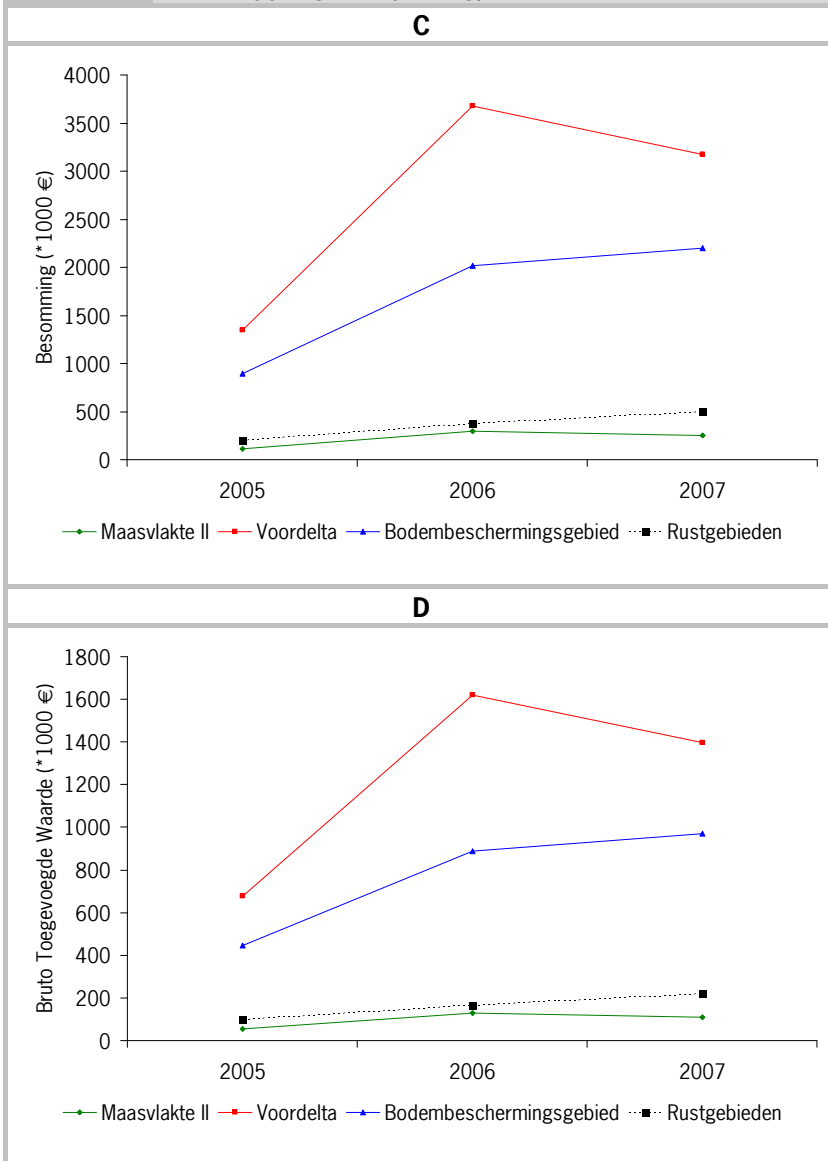 C
Besomming (*1000 €)
4000
3500
3000
2500
2000
1500
1000
500
0
2005 2006 2007
Maasvlakte II Voordelta Bodembeschermingsgebied Rustgebieden
D
Bruto Toegevoegde Waarde (*1000 €)
1800
1600
1400
1200
1000
800
600
400
200
0
2005 2006 2007
Maasvlakte II Voordelta Bodembeschermingsgebied Rustgebieden